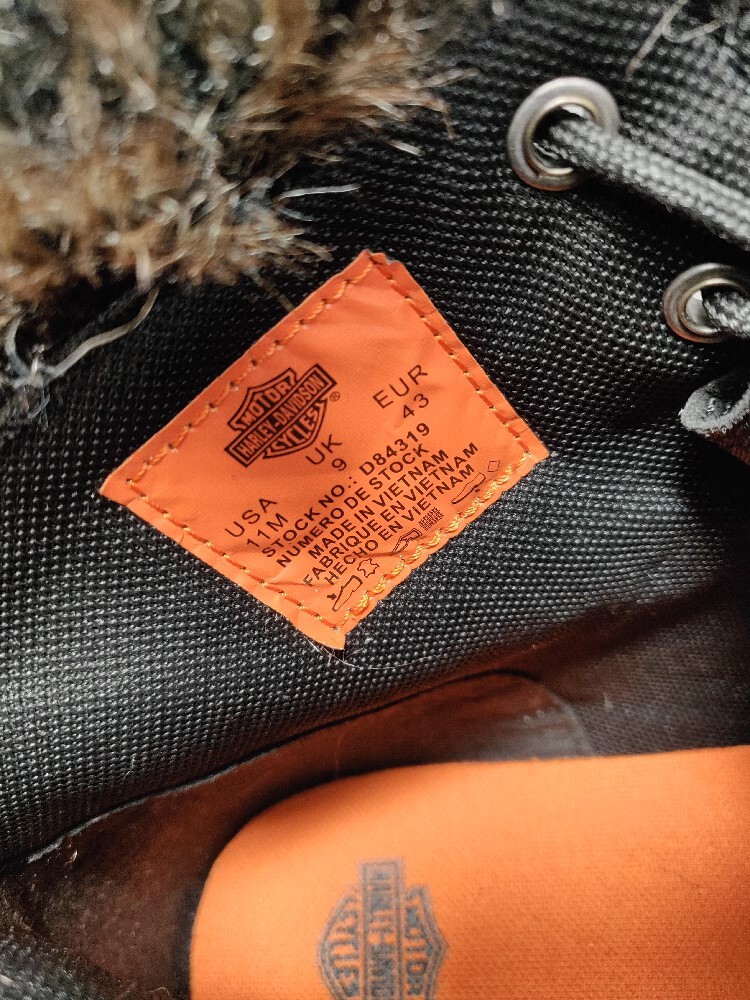 MOTOR
HARLEY-DAVIDSON
CYCLES®
USA UK EUR
11M 9 43
STOCK NO.: D84319
NUMERO DE STOCK
MADE IN VIETNAM
FABRIQUE EN VIETNAM
HECHO EN VIETNAM
MOTOR
HARLEY-DAVID
CYCLES